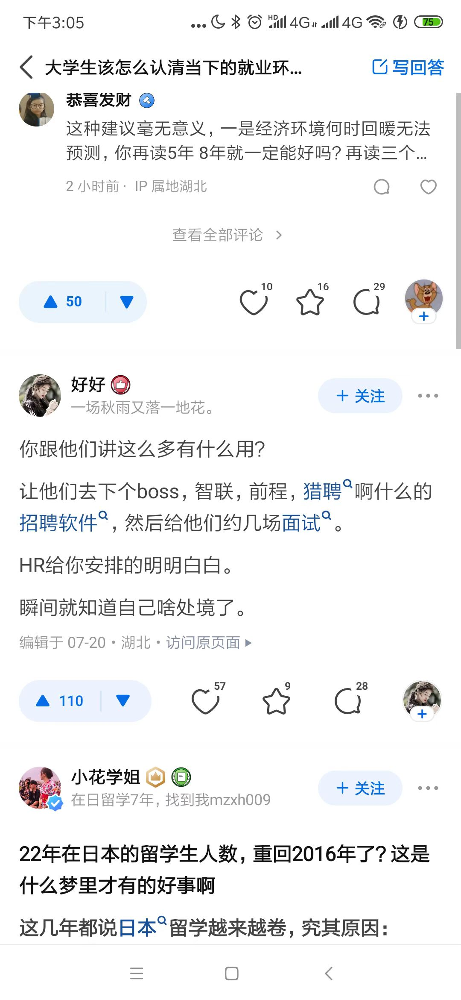 下午3:05
HD 4G 4G 75
大学生该怎么认清当下的就业环...
写回答
恭喜发财
这种建议毫无意义，一是经济环境何时回暖无法
预测，你再读5年 8年就一定能好吗？再读三个...
2 小时前 · IP 属地湖北
查看全部评论
50
10
16
29
好好
一场秋雨又落一地花。
关注
你跟他们讲这么多有什么用？
让他们去下个boss，智联，前程，猎聘啊什么的
招聘软件，然后给他们约几场面试。
HR给你安排的明明白白。
瞬间就知道自己啥处境了。
编辑于 07-20 · 湖北 · 访问原页面
110
57
9
28
小花学姐
在日留学7年，找到我mzxh009
关注
22年在日本的留学生人数，重回2016年了？这是
什么梦里才有的好事啊
这几年都说日本留学越来越卷，究其原因：